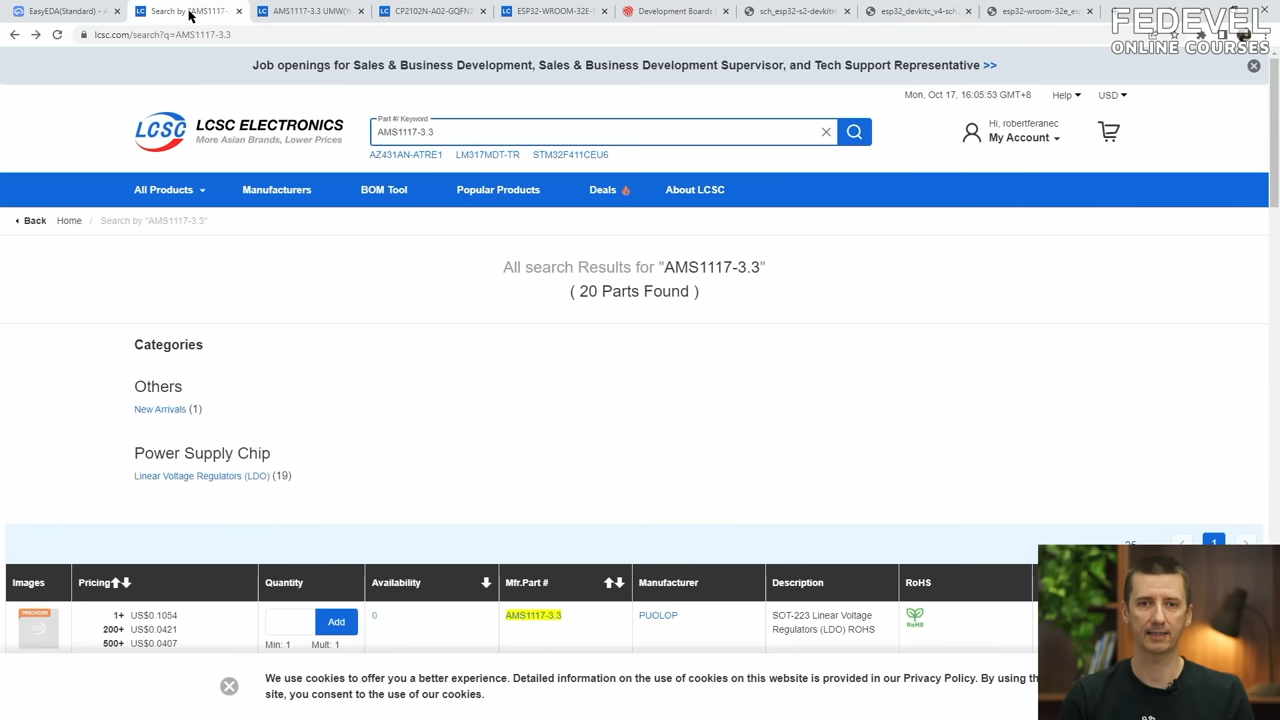 EasyEDA(Standard) - A
Search by "AMS1117-
AMS1117-3.3 UMW(Y
CP2102N-A02-GQFN2
ESP32-WROOM-32E-
Development Boards
sch_esp32-s2-devkitm
esp32_devkitc_v4-sch
esp32-wroom-32e_es
FEDEVEL
ONLINE COURSES
lcsc.com/search?q=AMS1117-3.3
Job openings for Sales & Business Development, Sales & Business Development Supervisor, and Tech Support Representative >>
Mon, Oct 17, 16:05:53 GMT+8
Help
USD
LCSC
LCSC ELECTRONICS
More Asian Brands, Lower Prices
Part #/ Keyword
AMS1117-3.3
AZ431AN-ATRE1 LM317MDT-TR STM32F411CEU6
Hi, robertferanec
My Account
All Products
Manufacturers
BOM Tool
Popular Products
Deals
About LCSC
Back
Home / Search by "AMS1117-3.3"
All search Results for "AMS1117-3.3"
( 20 Parts Found )
Categories
Others
New Arrivals (1)
Power Supply Chip
Linear Voltage Regulators (LDO) (19)
1
Images
Pricing
Quantity
Availability
Mfr.Part #
Manufacturer
Description
RoHS
PREORDER
LC
1+ US$0.1054
200+ US$0.0421
500+ US$0.0407
Add
Min: 1 Mult: 1
0
AMS1117-3.3
PUOLOP
SOT-223 Linear Voltage
Regulators (LDO) ROHS
RoHS
We use cookies to offer you a better experience. Detailed information on the use of cookies on this website is provided in our Privacy Policy. By using th
site, you consent to the use of our cookies.